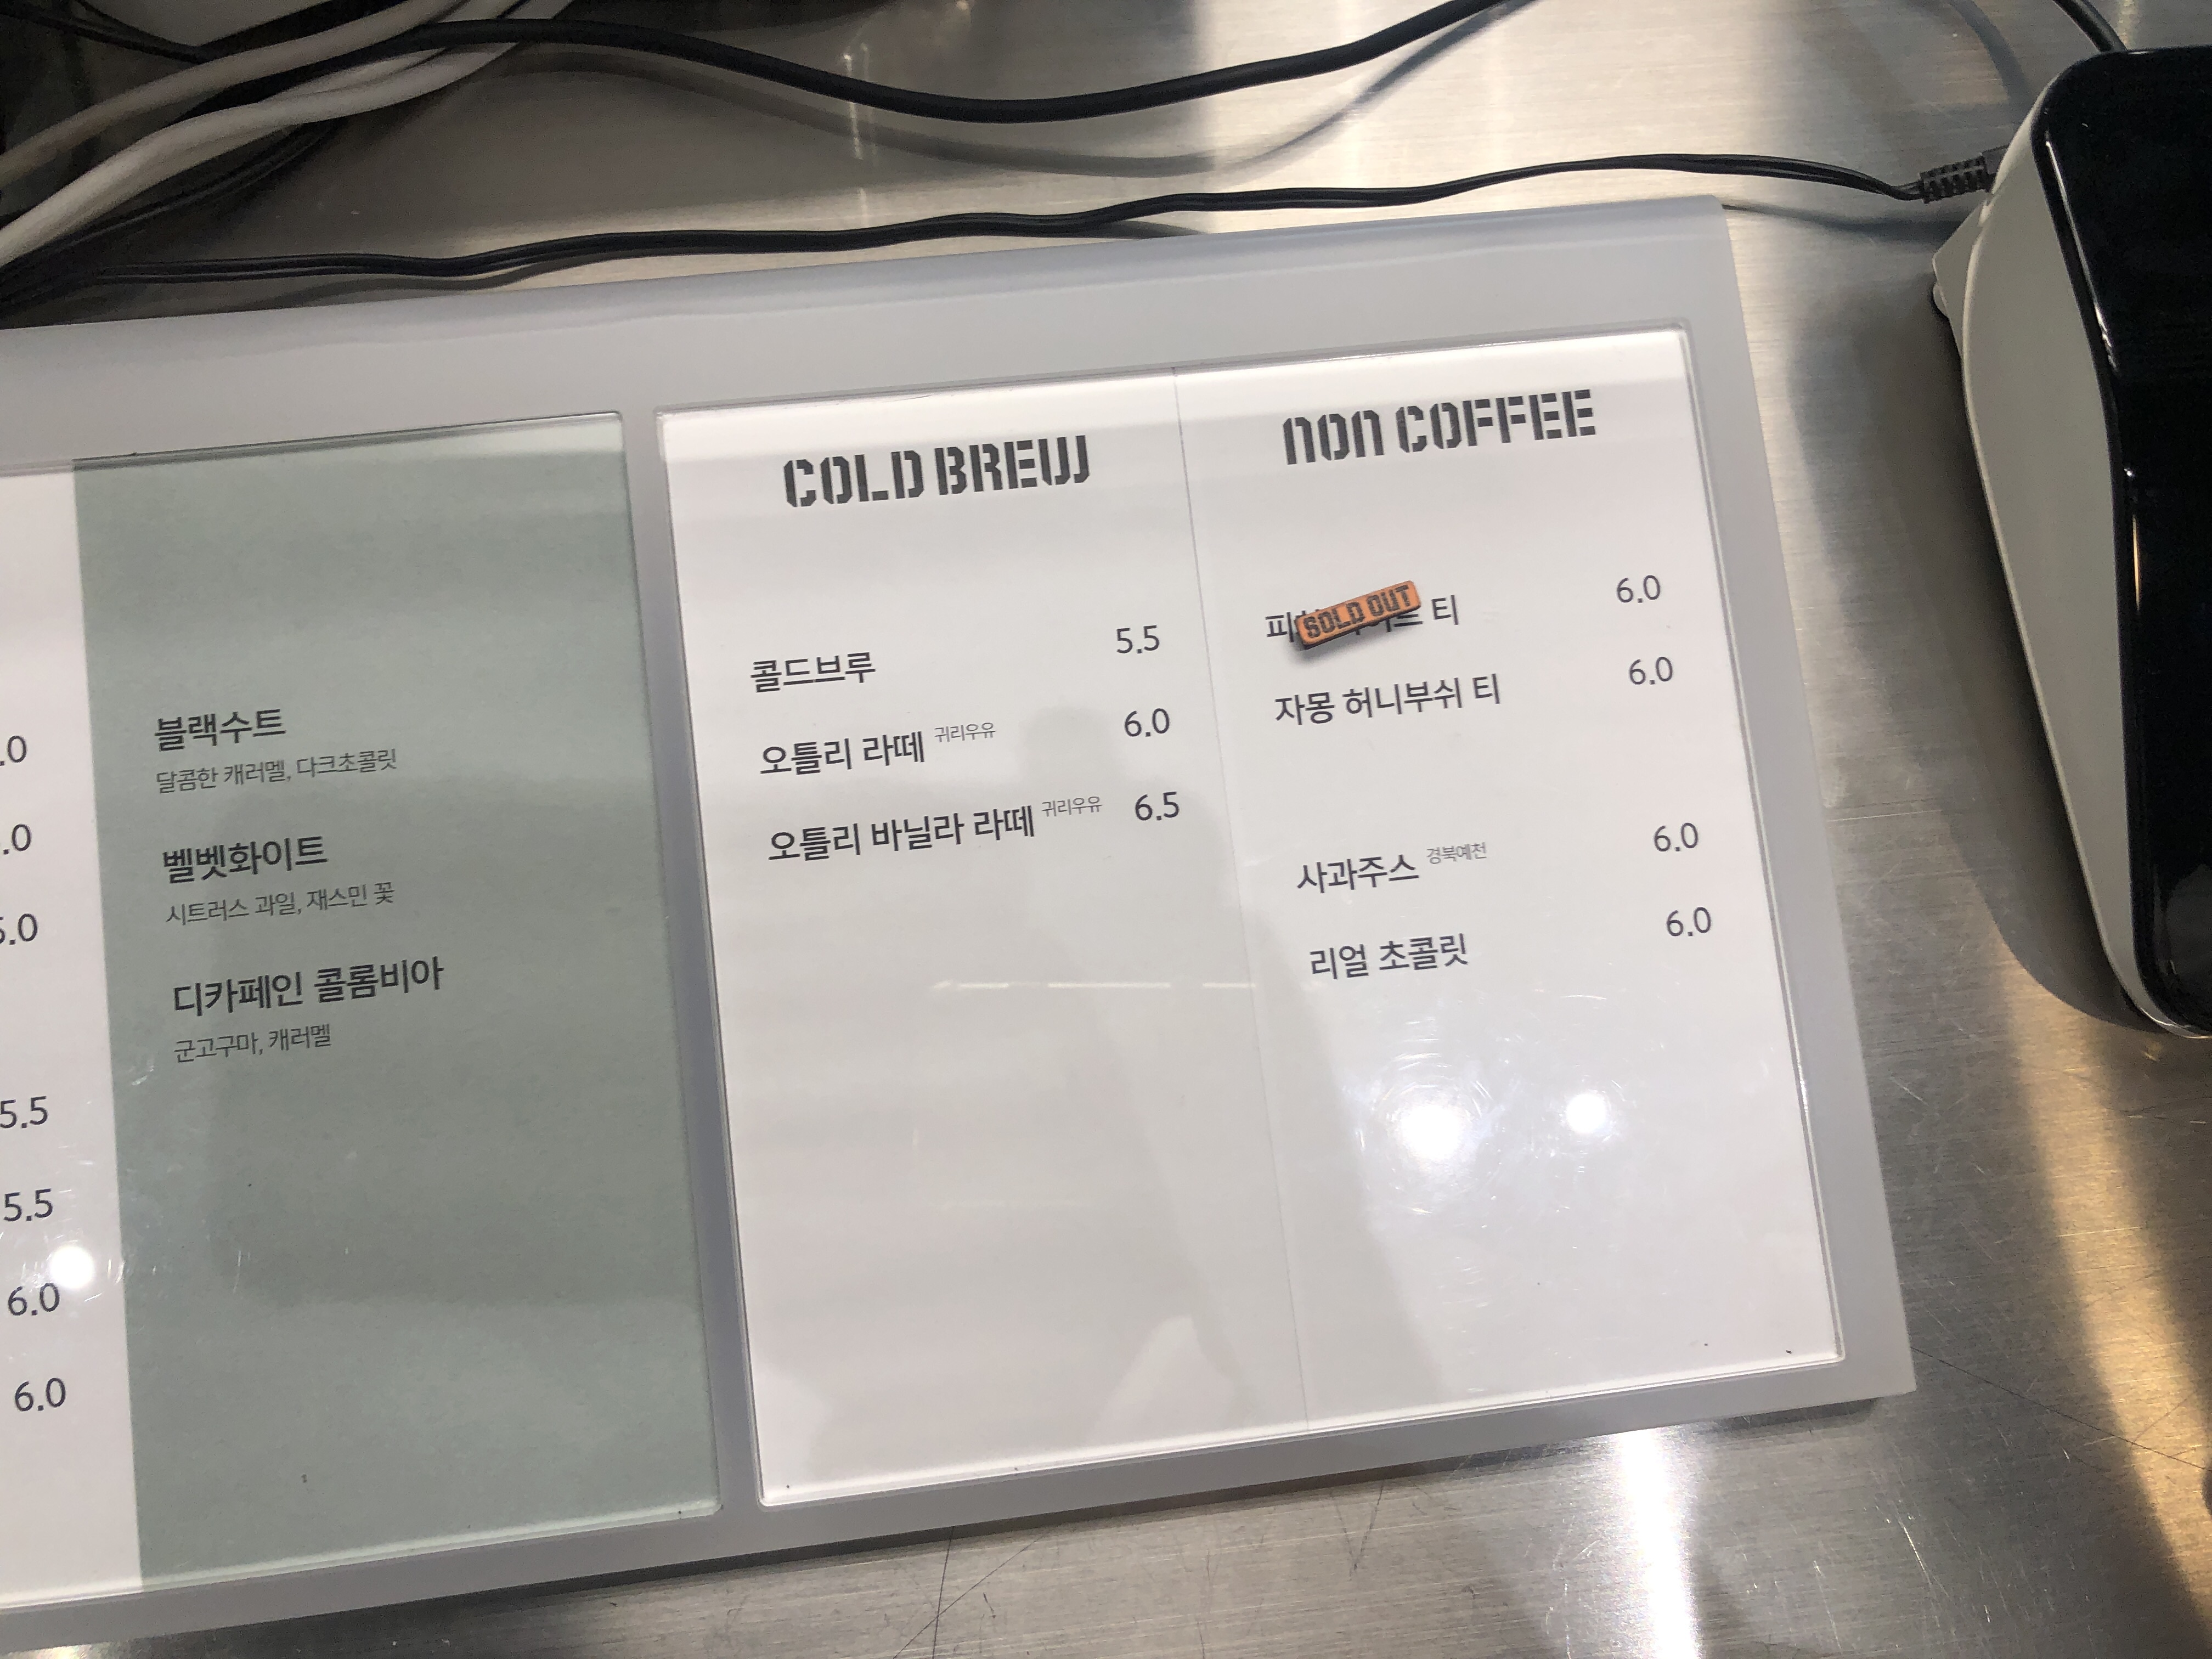 .0
.0
5.0
5.5
5.5
6.0
6.0
블랙수트
달콤한 캐러멜, 다크초콜릿
벨벳화이트
시트러스 과일, 재스민 꽃
디카페인 콜롬비아
군고구마, 캐러멜
COLD BREW
콜드브루 5.5
오틀리 라떼 귀리우유 6.0
오틀리 바닐라 라떼 귀리우유 6.5
NON COFFEE
SOLD OUT 티 6.0
자몽 허니부쉬 티 6.0
사과주스 경북예천 6.0
리얼 초콜릿 6.0